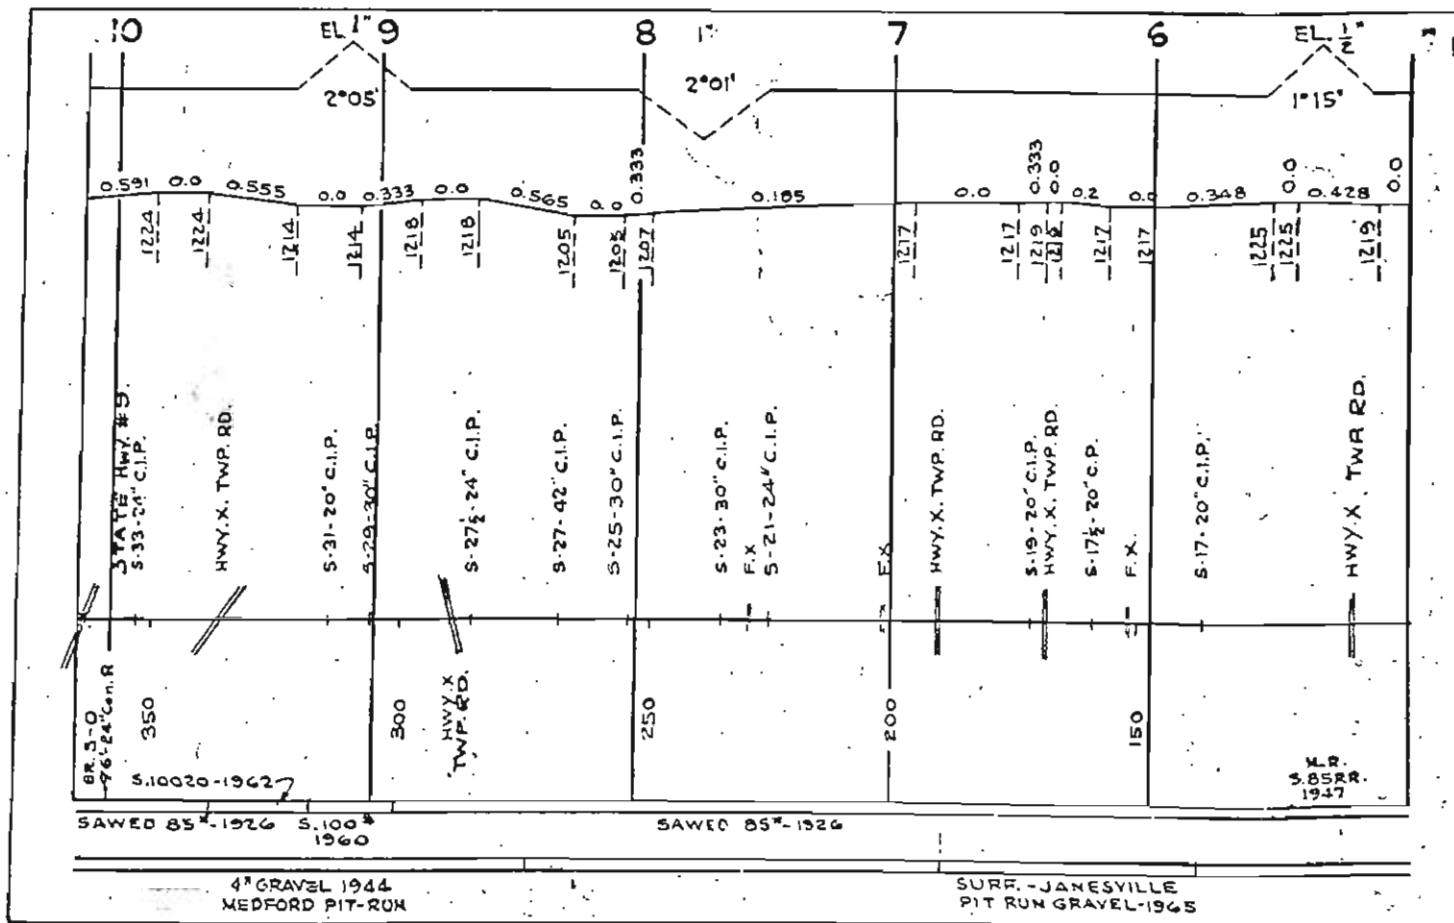 10
EL. 1"
9
8
1"
7
6
EL. 1/2"
2°05'
2°01'
1°15'
0.591
0.0
0.555
0.0
0.333
0.0
0.565
0.0
0.333
0.185
0.0
0.333
0.0
0.2
0.0
0.348
0.0
0.428
0.0
1224
1224
1214
1214
1218
1218
1205
1205
1207
1217
1217
1219
1219
1217
1217
1225
1225
1219
STATE HWY. #9.
S-33-24" C.I.P.
HWY. X. TWP. RD.
S-31-20" C.I.P.
S-29-30" C.I.P.
S-27½-24" C.I.P.
S-27-42" C.I.P.
S-25-30" C.I.P.
S-23-30" C.I.P.
F.X
S-21-24" C.I.P.
F.X.
HWY. X. TWP. RD.
S-19-20" C.I.P.
HWY. X. TWP. RD.
S-17½-20" C.P.
F.X.
S-17-20" C.I.P.
HWY. X. TWP. RD.
BR. S-0
76'-24" Con. R
350
300
HWY. X
TWP. RD.
250
200
150
S.10020-1962
M.R.
S.85RR.
1947
SAWED 85#-1926
S.100#
1960
SAWED 85#-1926
4" GRAVEL 1944
MEDFORD PIT-RUN
SURF.-JANESVILLE
PIT RUN GRAVEL-1965